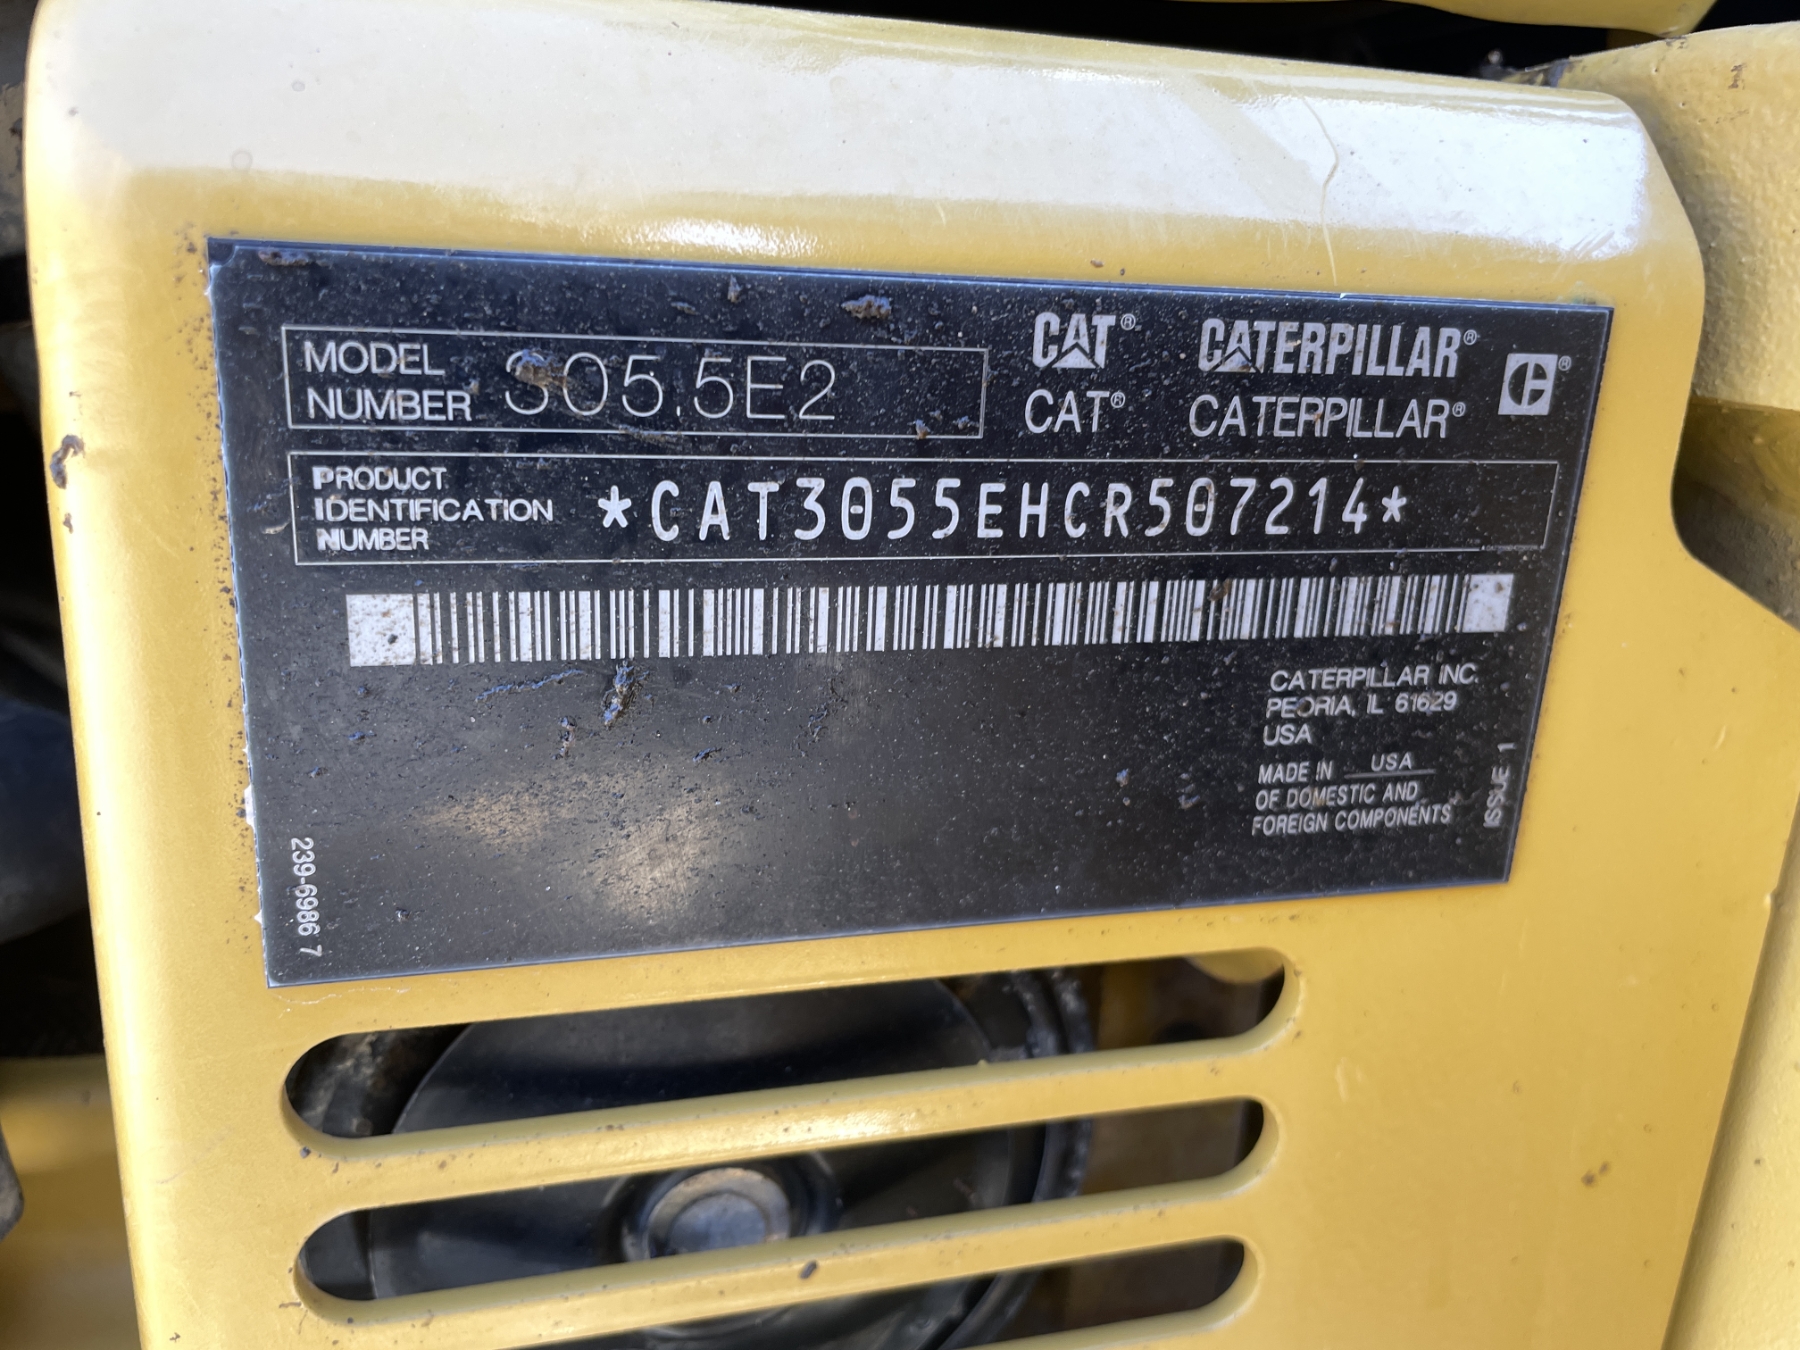 MODEL
NUMBER 305.5E2
CAT® CATERPILLAR®
CAT® CATERPILLAR® C®
PRODUCT
IDENTIFICATION
NUMBER *CAT3055EHCR507214*
CATERPILLAR INC.
PEORIA, IL 61629
USA
MADE IN USA
OF DOMESTIC AND
FOREIGN COMPONENTS
ISSUE 1
239-6986 7